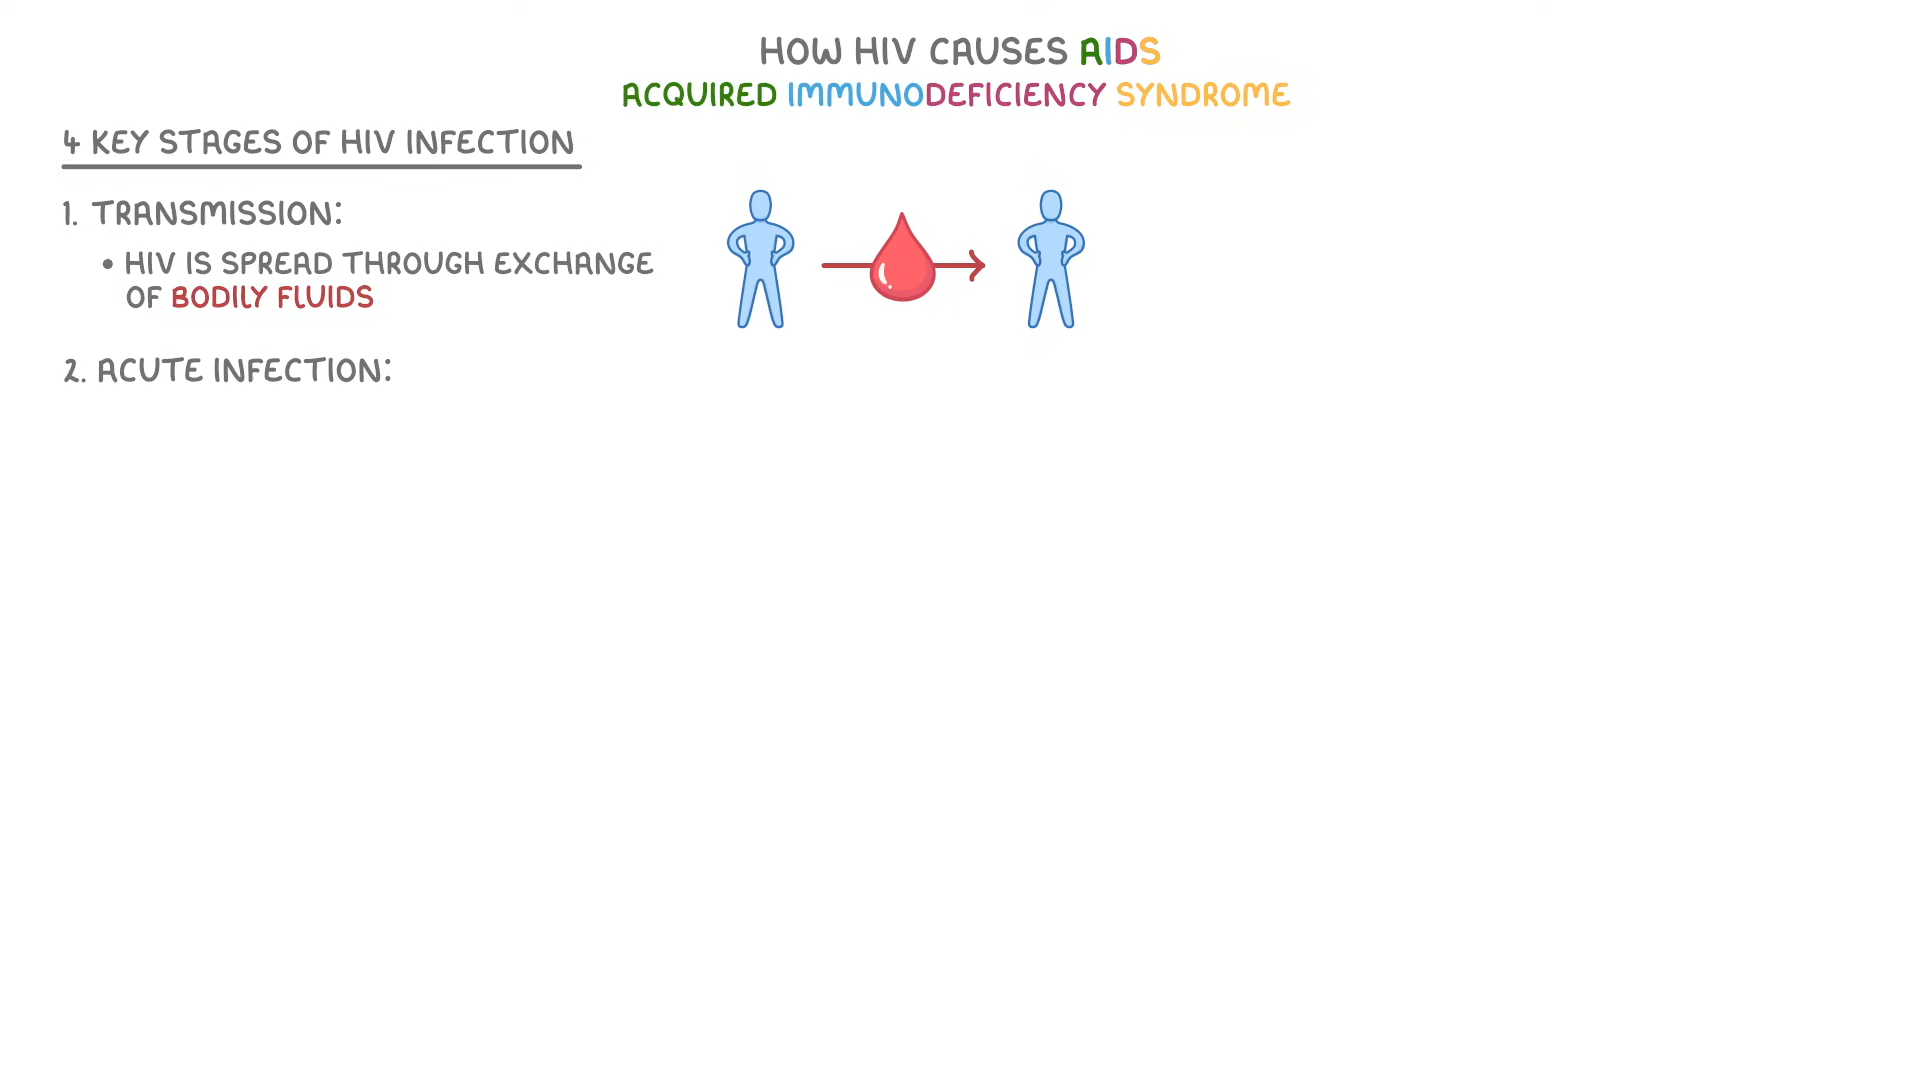 HOW HIV CAUSES AIDS
ACQUIRED IMMUNODEFICIENCY SYNDROME
4 KEY STAGES OF HIV INFECTION
1. TRANSMISSION:
• HIV IS SPREAD THROUGH EXCHANGE
OF BODILY FLUIDS
2. ACUTE INFECTION: